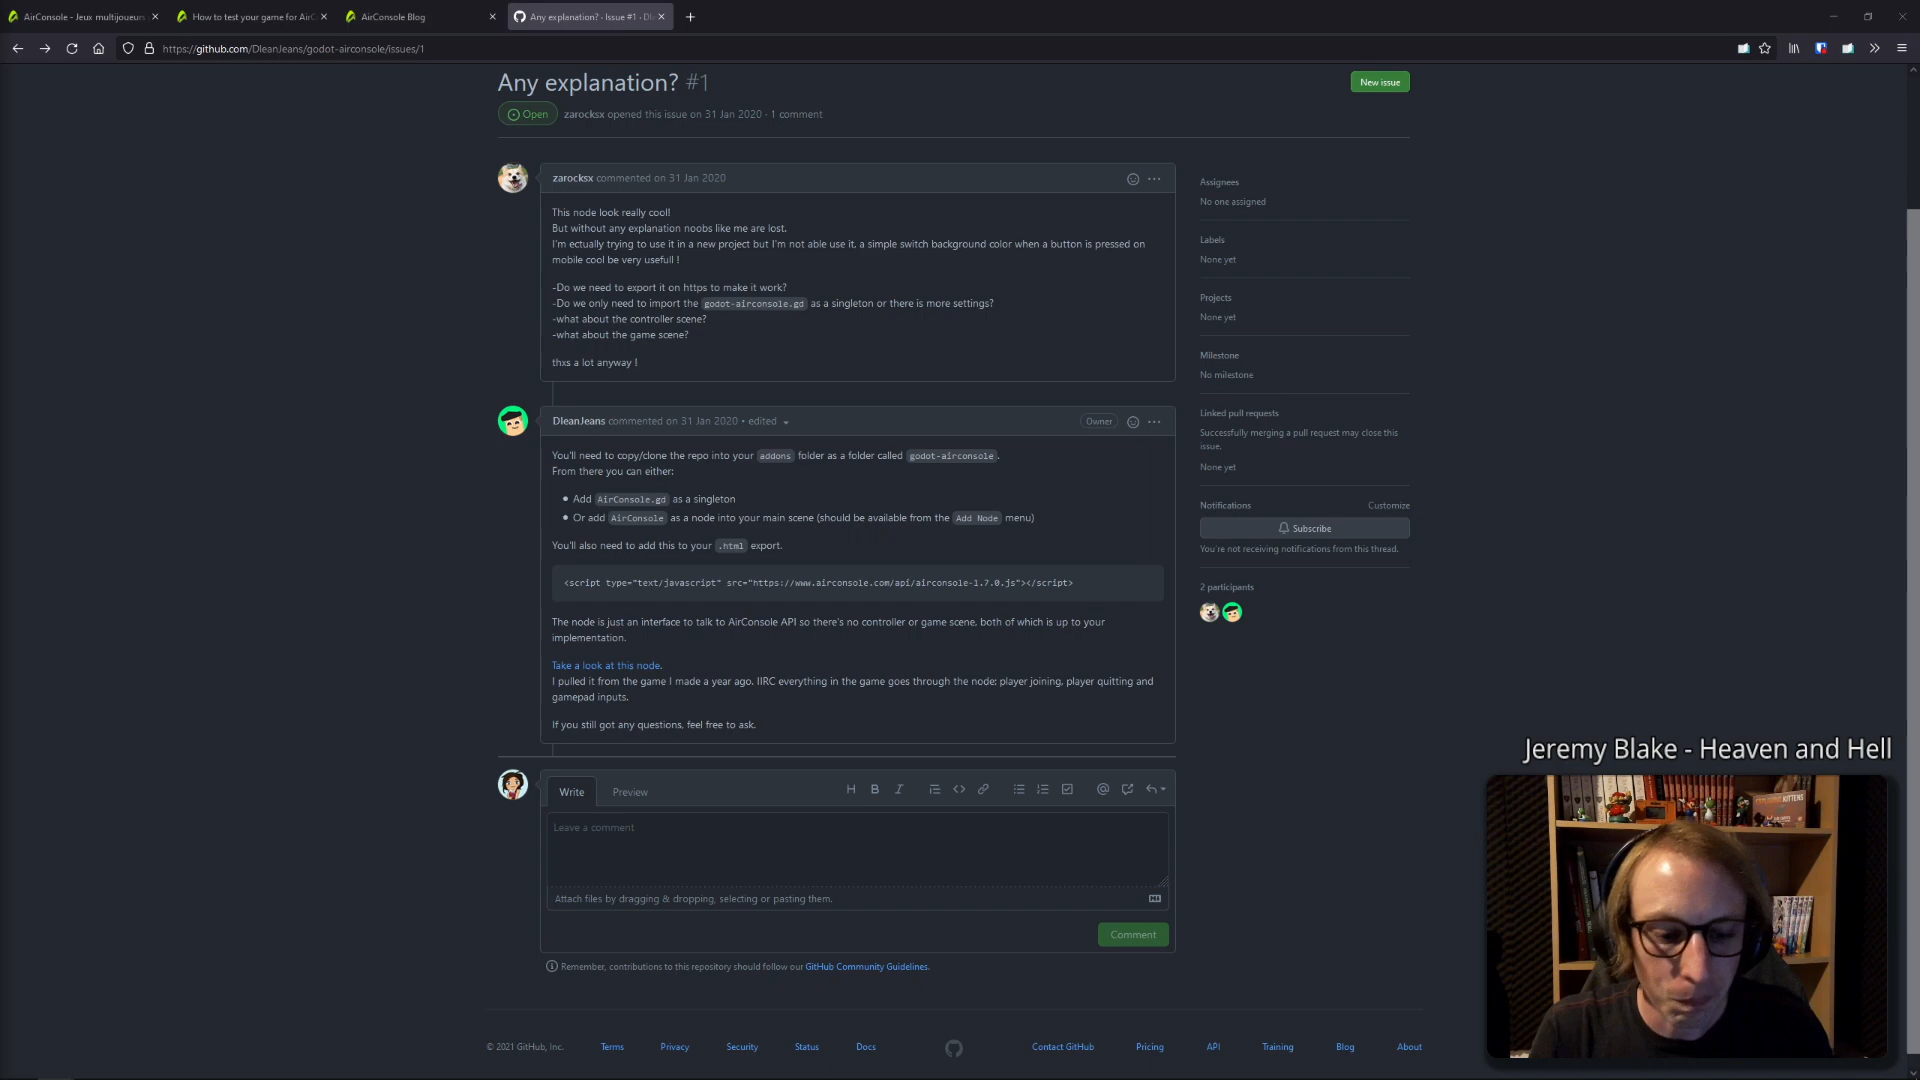 AirConsole - Jeux multijoueurs
How to test your game for AirC
AirConsole Blog
Any explanation? · Issue #1 · Dle
https://github.com/DleanJeans/godot-airconsole/issues/1
Any explanation? #1
New issue
Open
zarocksx opened this issue on 31 Jan 2020 · 1 comment
zarocksx commented on 31 Jan 2020
This node look really cool!
But without any explanation noobs like me are lost.
I'm ectually trying to use it in a new project but I'm not able use it, a simple switch background color when a button is pressed on
mobile cool be very usefull !
-Do we need to export it on https to make it work?
-Do we only need to import the godot-airconsole.gd as a singleton or there is more settings?
-what about the controller scene?
-what about the game scene?
thxs a lot anyway !
Assignees
No one assigned
Labels
None yet
Projects
None yet
Milestone
No milestone
Linked pull requests
Successfully merging a pull request may close this
issue.
None yet
Notifications
Customize
Subscribe
You're not receiving notifications from this thread.
2 participants
DleanJeans commented on 31 Jan 2020 • edited
Owner
You'll need to copy/clone the repo into your addons folder as a folder called godot-airconsole.
From there you can either:
• Add AirConsole.gd as a singleton
• Or add AirConsole as a node into your main scene (should be available from the Add Node menu)
You'll also need to add this to your .html export.
<script type="text/javascript" src="https://www.airconsole.com/api/airconsole-1.7.0.js"></script>
The node is just an interface to talk to AirConsole API so there's no controller or game scene, both of which is up to your
implementation.
Take a look at this node.
I pulled it from the game I made a year ago. IIRC everything in the game goes through the node: player joining, player quitting and
gamepad inputs.
If you still got any questions, feel free to ask.
Write
Preview
Leave a comment
Attach files by dragging & dropping, selecting or pasting them.
Comment
Remember, contributions to this repository should follow our GitHub Community Guidelines.
© 2021 GitHub, Inc.
Terms
Privacy
Security
Status
Docs
Contact GitHub
Pricing
API
Training
Blog
About
Jeremy Blake - Heaven and Hell
EXPLODING
KITTENS